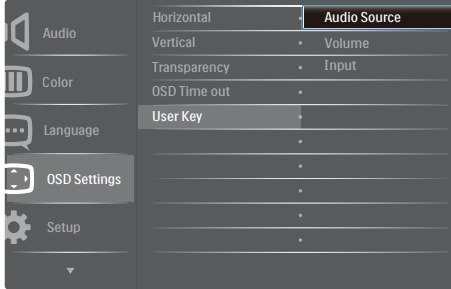 Audio
Color
Language
OSD Settings
Setup
Horizontal
Vertical
Transparency
OSD Time out
User Key
Audio Source
Volume
Input